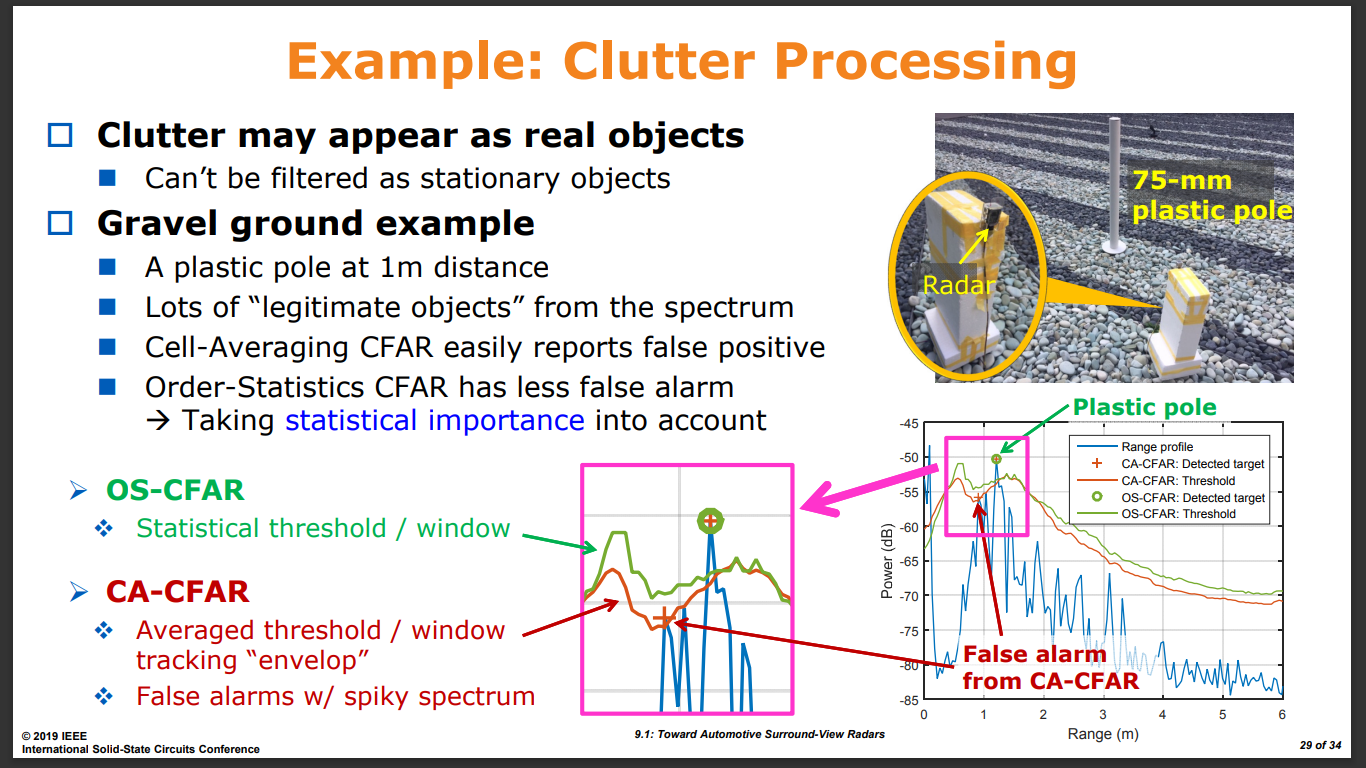 Example: Clutter Processing
Clutter may appear as real objects
Can't be filtered as stationary objects
Gravel ground example
A plastic pole at 1m distance
Lots of “legitimate objects” from the spectrum
Cell-Averaging CFAR easily reports false positive
Order-Statistics CFAR has less false alarm
→ Taking statistical importance into account
75-mm
plastic pole
Radar
OS-CFAR
Statistical threshold / window
CA-CFAR
Averaged threshold / window
tracking “envelop”
False alarms w/ spiky spectrum
Plastic pole
Range profile
CA-CFAR: Detected target
CA-CFAR: Threshold
OS-CFAR: Detected target
OS-CFAR: Threshold
Power (dB)
-45
-50
-55
-60
-65
-70
-75
-80
-85
False alarm
from CA-CFAR
0 1 2 3 4 5 6
Range (m)
© 2019 IEEE
International Solid-State Circuits Conference
9.1: Toward Automotive Surround-View Radars
29 of 34